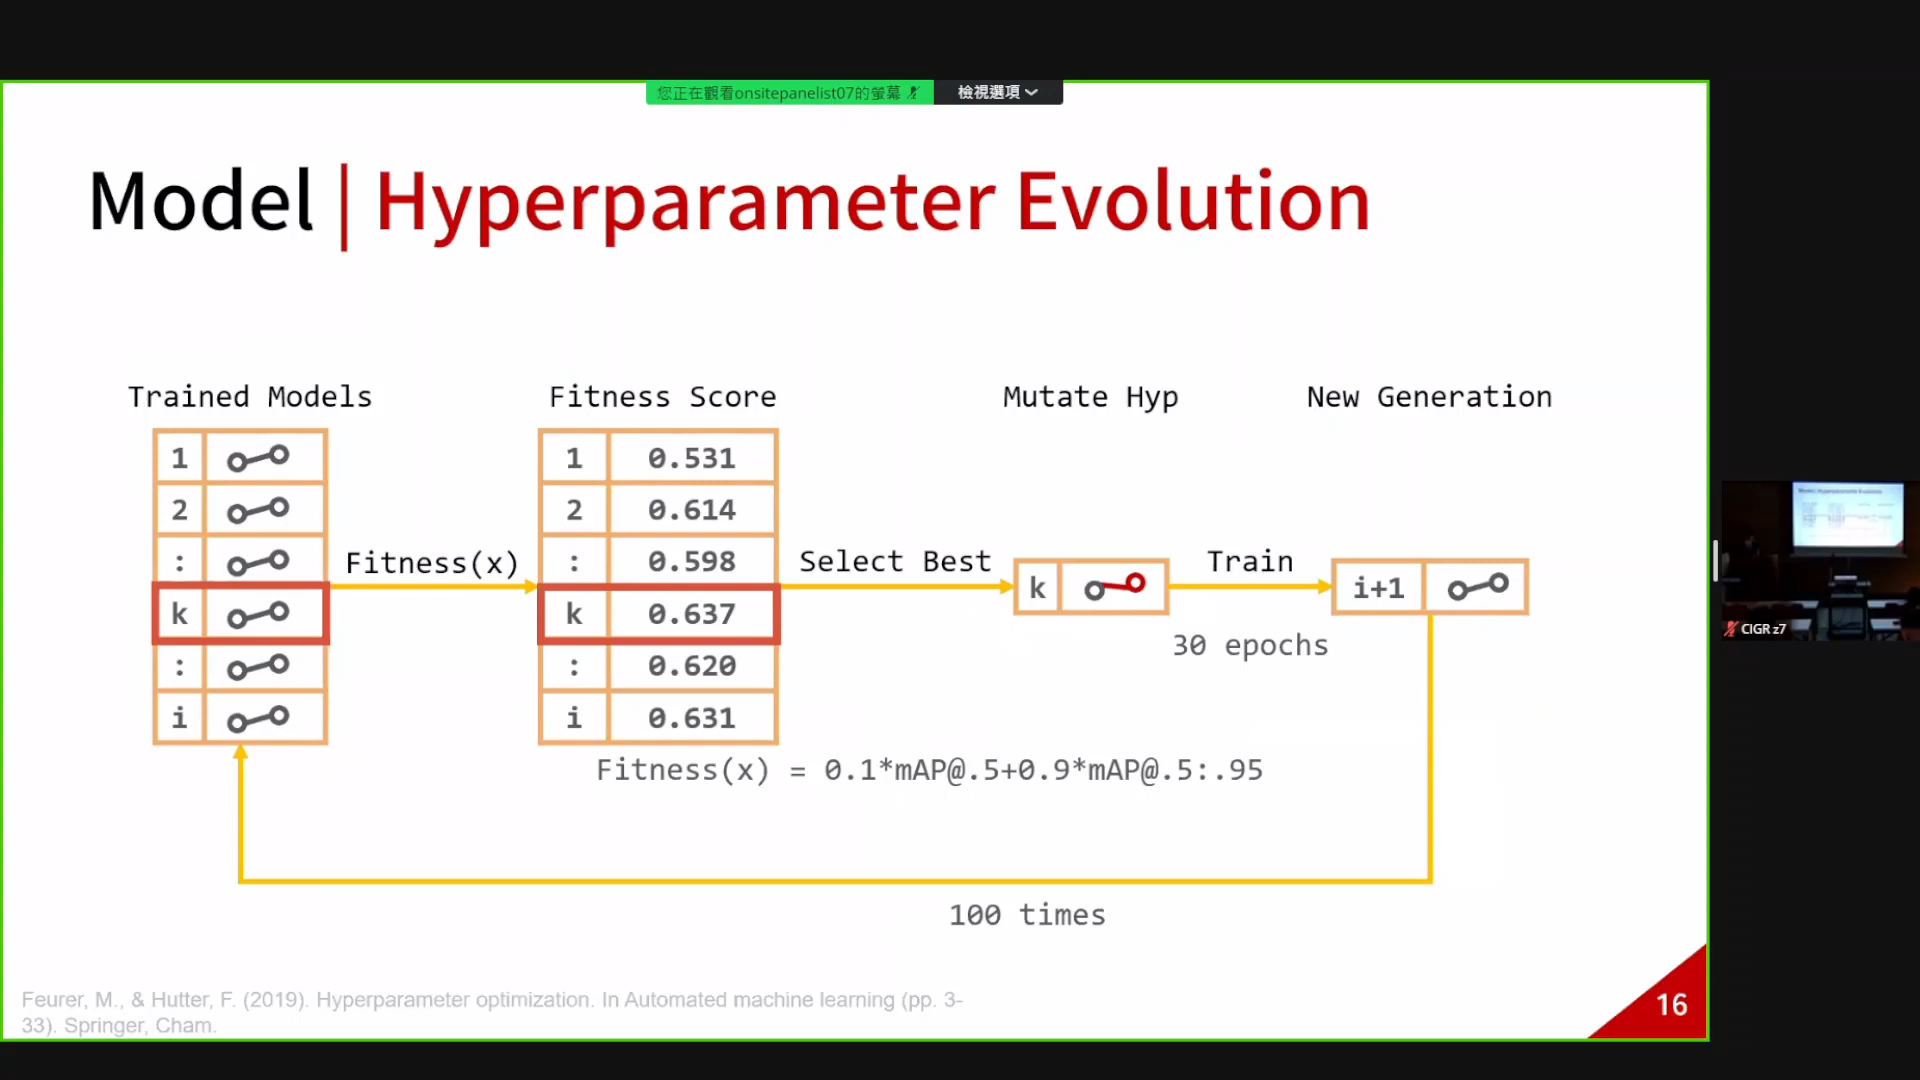 您正在觀看onsitepanelist07的螢幕 檢視選項
Model | Hyperparameter Evolution
Trained Models Fitness Score Mutate Hyp New Generation
1 1 0.531
2 2 0.614
: : 0.598
Fitness(x) Select Best Train
k k 0.637 k i+1
30 epochs
: : 0.620
i i 0.631
Fitness(x) = 0.1*mAP@.5+0.9*mAP@.5:.95
100 times
Feurer, M., & Hutter, F. (2019). Hyperparameter optimization. In Automated machine learning (pp. 3-
33). Springer, Cham.
16
CIGR z7